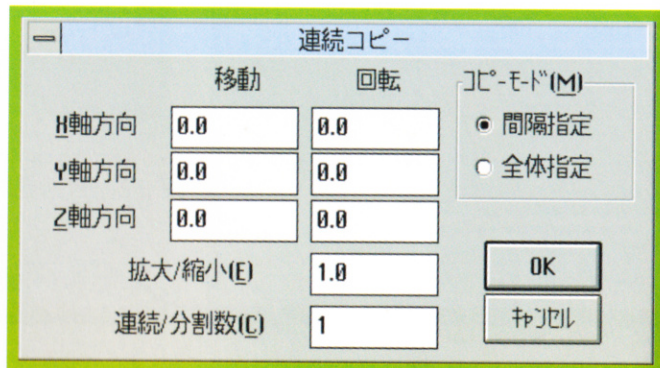 連続コピー
移動 回転
X軸方向 0.0 0.0
Y軸方向 0.0 0.0
Z軸方向 0.0 0.0
拡大/縮小(E) 1.0
連続/分割数(C) 1
ｺﾋﾟｰﾓｰﾄﾞ(M)
間隔指定
全体指定
OK
ｷｬﾝｾﾙ